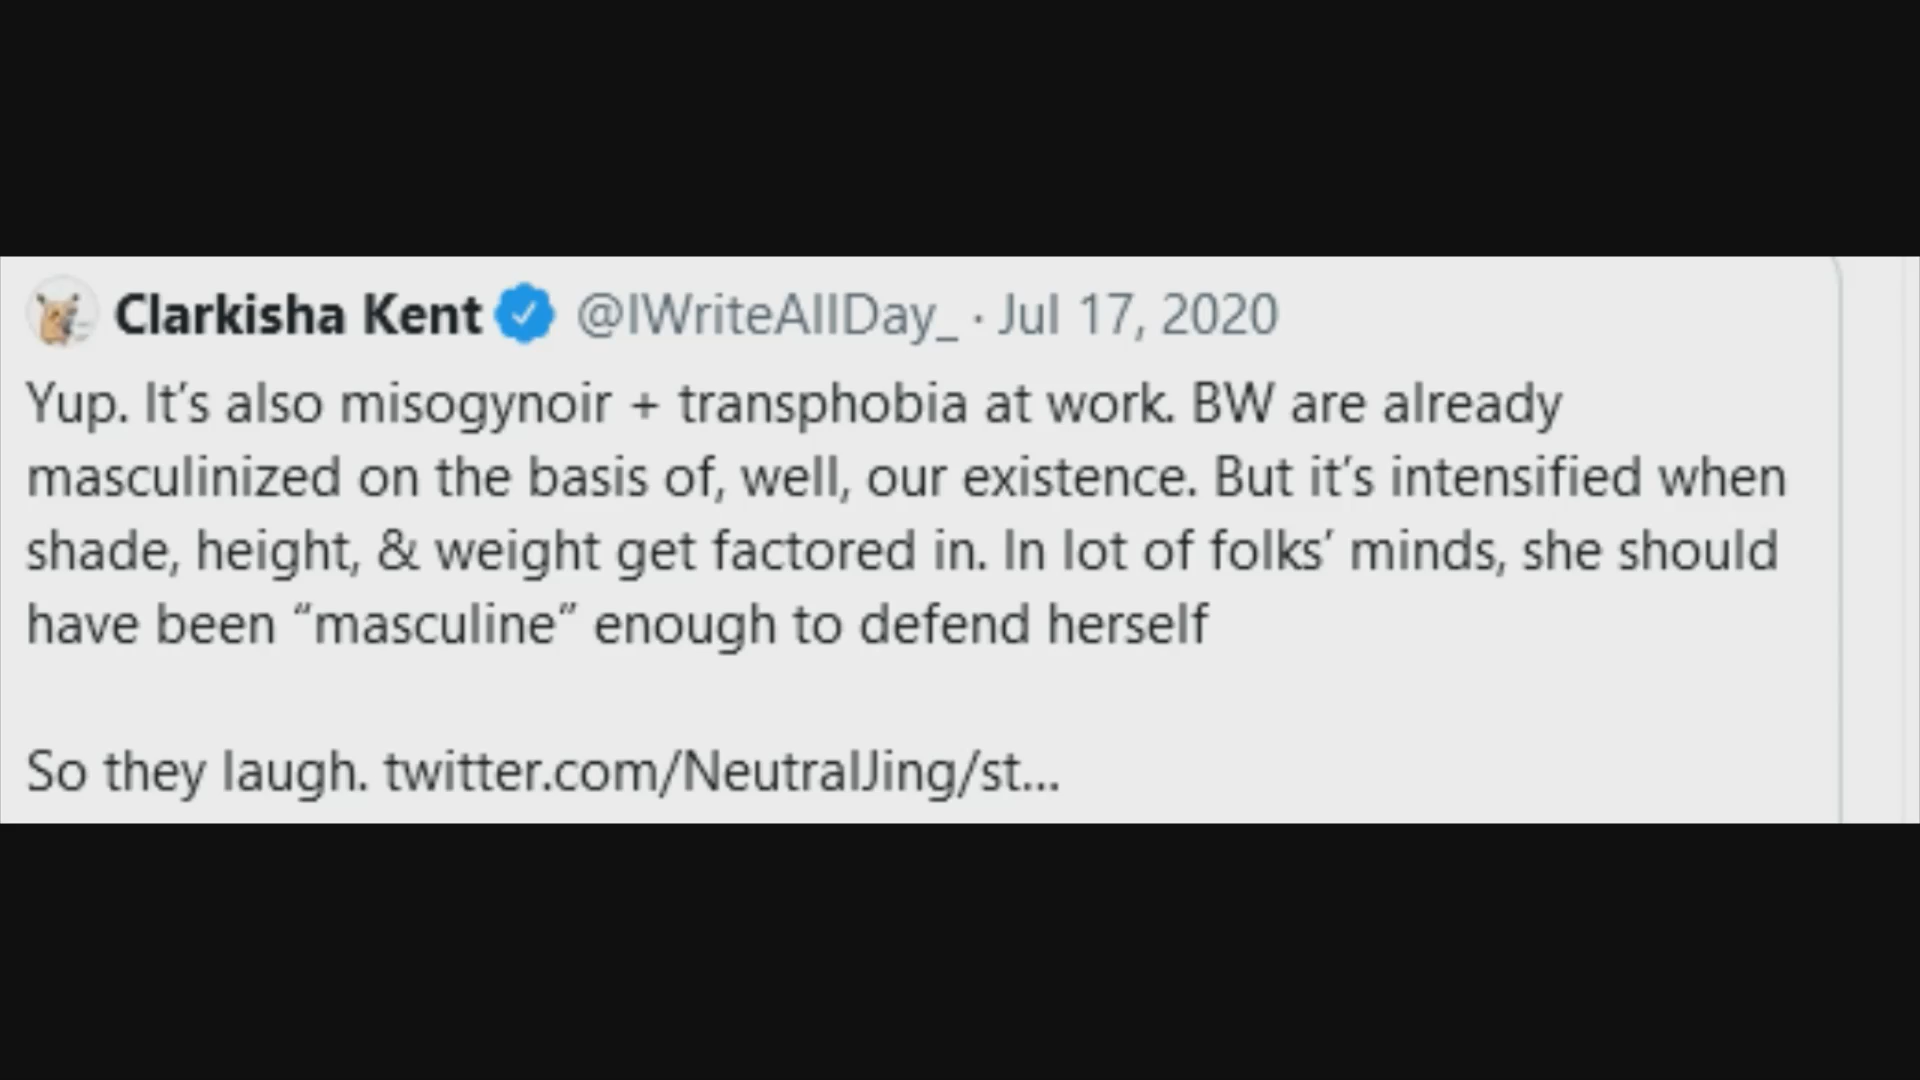 Clarkisha Kent @IWriteAllDay_ · Jul 17, 2020
Yup. It’s also misogynoir + transphobia at work. BW are already
masculinized on the basis of, well, our existence. But it’s intensified when
shade, height, & weight get factored in. In lot of folks’ minds, she should
have been “masculine” enough to defend herself
So they laugh. twitter.com/NeutralJing/st...